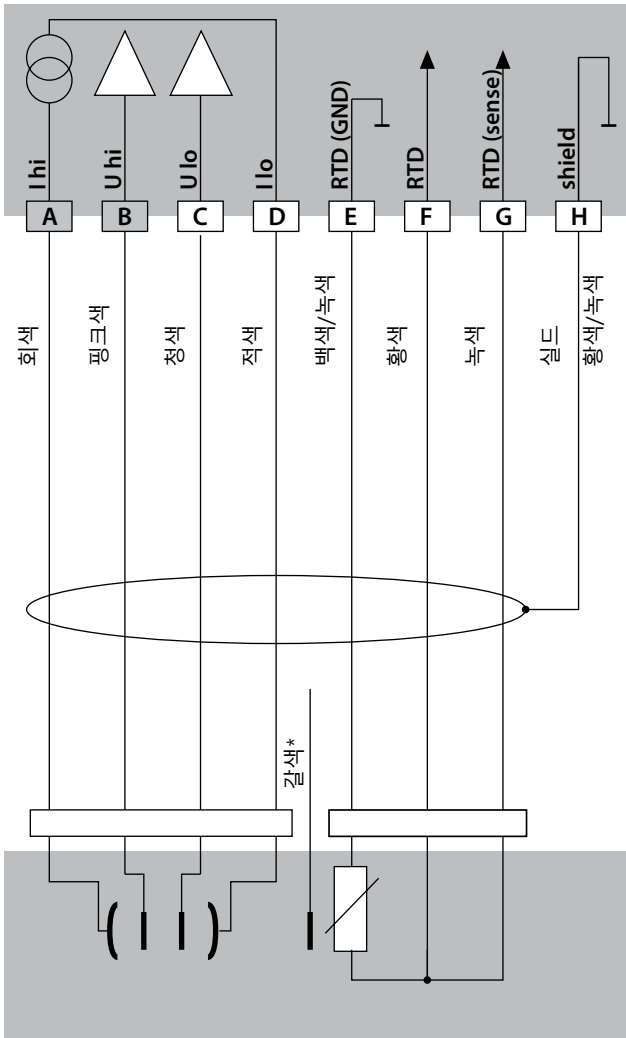 I hi
U hi
U lo
I lo
RTD (GND)
RTD
RTD (sense)
shield
A
B
C
D
E
F
G
H
회색
핑크색
청색
적색
백색/녹색
황색
녹색
실드
황색/녹색
갈색*